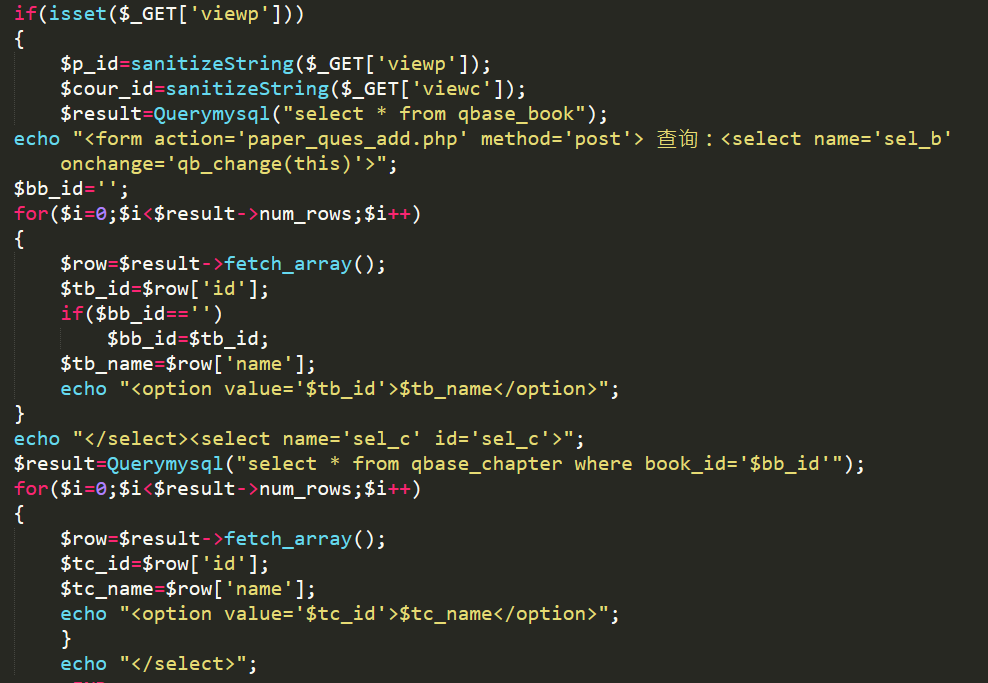 if(isset($_GET['viewp']))
{
    $p_id=sanitizeString($_GET['viewp']);
    $cour_id=sanitizeString($_GET['viewc']);
    $result=Querymysql("select * from qbase_book");
echo "<form action='paper_ques_add.php' method='post'> 查询：<select name='sel_b'
    onchange='qb_change(this)'>";
$bb_id='';
for($i=0;$i<$result->num_rows;$i++)
{
    $row=$result->fetch_array();
    $tb_id=$row['id'];
    if($bb_id=='')
        $bb_id=$tb_id;
    $tb_name=$row['name'];
    echo "<option value='$tb_id'>$tb_name</option>";
}
echo "</select><select name='sel_c' id='sel_c'>";
$result=Querymysql("select * from qbase_chapter where book_id='$bb_id'");
for($i=0;$i<$result->num_rows;$i++)
{
    $row=$result->fetch_array();
    $tc_id=$row['id'];
    $tc_name=$row['name'];
    echo "<option value='$tc_id'>$tc_name</option>";
    }
    echo "</select>";